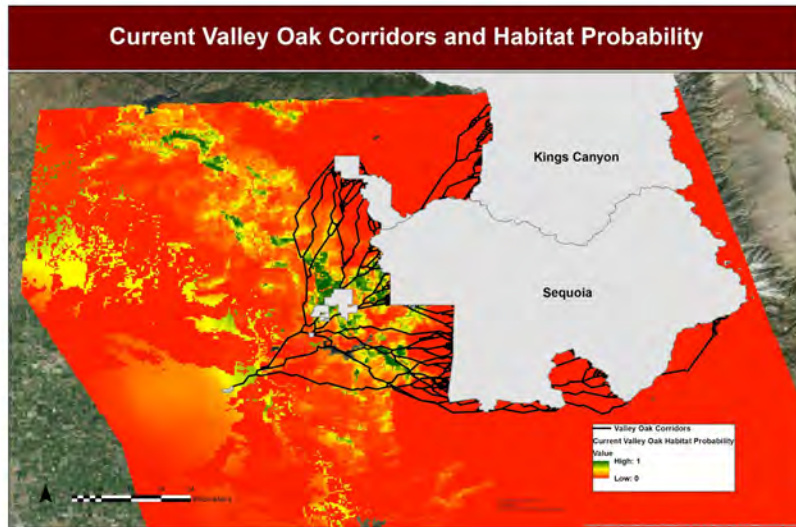 Current Valley Oak Corridors and Habitat Probability
Kings Canyon
Sequoia
Valley Oak Corridors
Current Valley Oak Habitat Probability
Value
High: 1
Low: 0